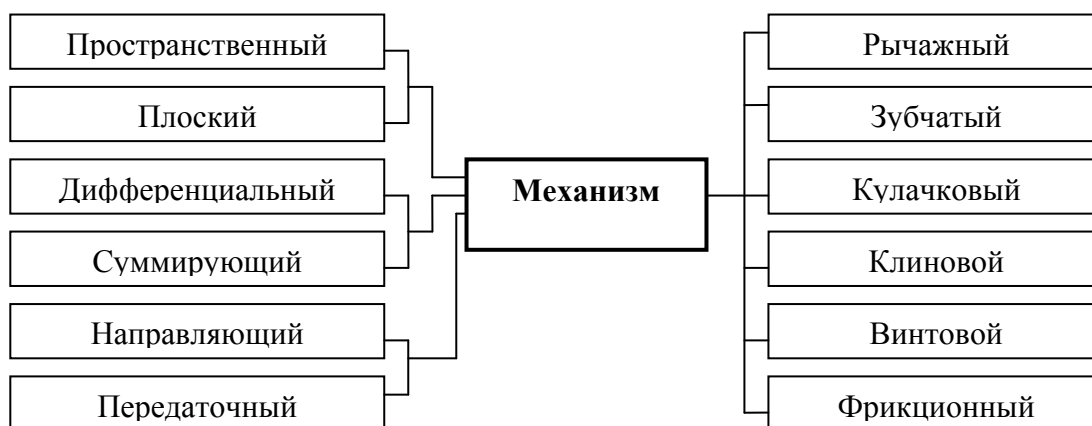 Пространственный
Плоский
Дифференциальный
Суммирующий
Направляющий
Передаточный
Механизм
Рычажный
Зубчатый
Кулачковый
Клиновой
Винтовой
Фрикционный